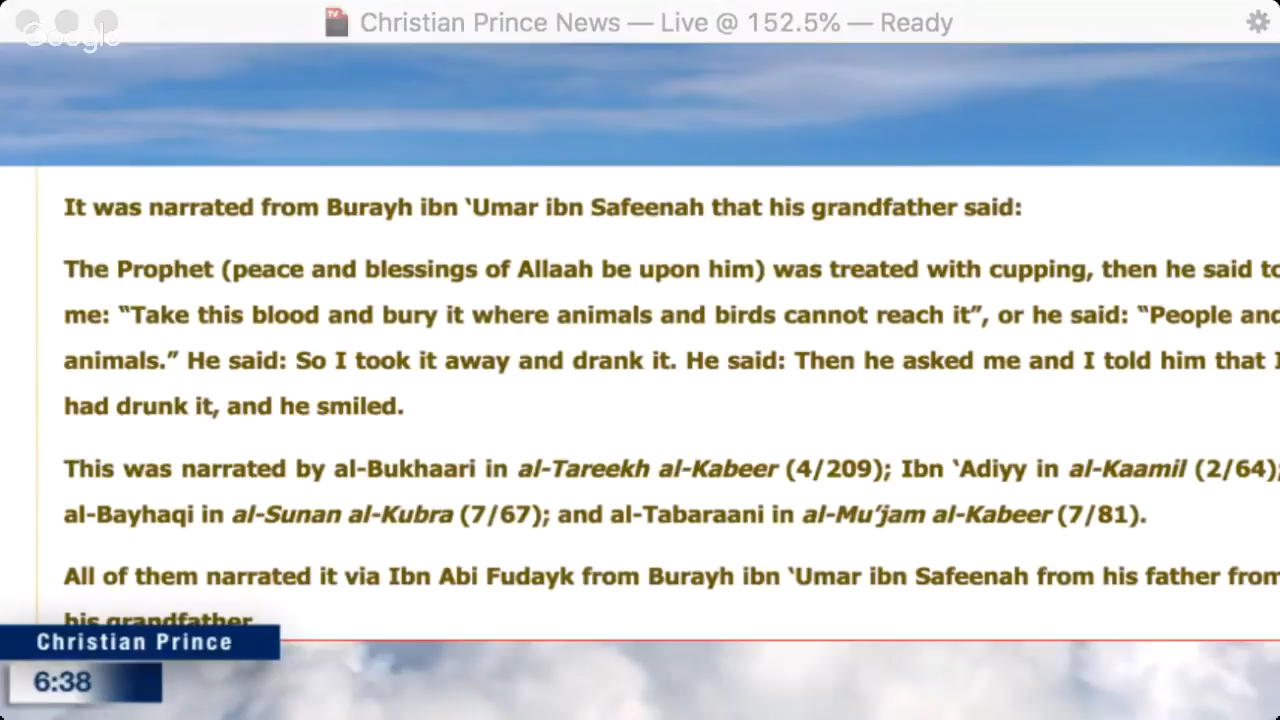 Christian Prince News — Live @ 152.5% — Ready
Google
It was narrated from Burayh ibn ‘Umar ibn Safeenah that his grandfather said:
The Prophet (peace and blessings of Allaah be upon him) was treated with cupping, then he said to
me: “Take this blood and bury it where animals and birds cannot reach it”, or he said: “People and
animals.” He said: So I took it away and drank it. He said: Then he asked me and I told him that I
had drunk it, and he smiled.
This was narrated by al-Bukhaari in al-Tareekh al-Kabeer (4/209); Ibn ‘Adiyy in al-Kaamil (2/64);
al-Bayhaqi in al-Sunan al-Kubra (7/67); and al-Tabaraani in al-Mu’jam al-Kabeer (7/81).
All of them narrated it via Ibn Abi Fudayk from Burayh ibn ‘Umar ibn Safeenah from his father from
his grandfather.
Christian Prince
6:38